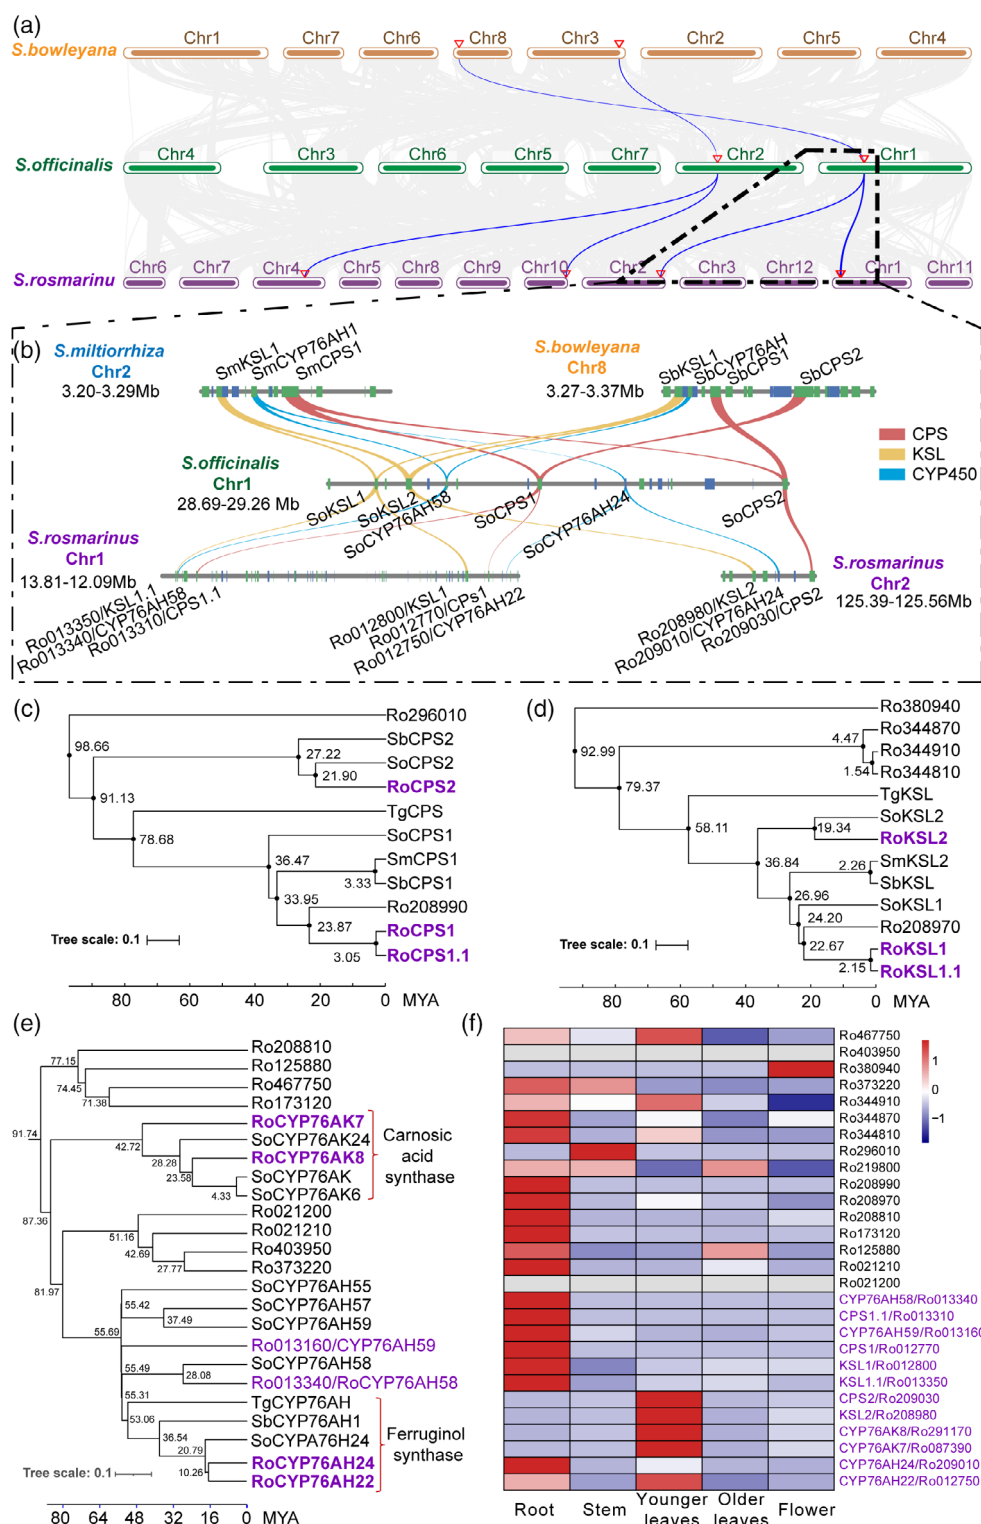 (a)
Chr1 Chr7 Chr6 Chr8 Chr3 Chr2 Chr5 Chr4
S.bowleyana
Chr4 Chr3 Chr6 Chr5 Chr7 Chr2 Chr1
S.officinalis
Chr6 Chr7 Chr4 Chr5 Chr8 Chr9 Chr10 Chr2 Chr3 Chr12 Chr1 Chr11
S.rosmarinu
(b)
S.miltiorrhiza
Chr2
3.20-3.29Mb
SmKSL1
SmCYP76AH1
SmCPS1
S.bowleyana
Chr8
3.27-3.37Mb
SbKSL1
SbCYP76AH
SbCPS1
SbCPS2
CPS
KSL
CYP450
S.officinalis
Chr1
28.69-29.26 Mb
SoKSL1
SoKSL2
SoCYP76AH58
SoCPS1
SoCYP76AH24
SoCPS2
S.rosmarinus
Chr1
13.81-12.09Mb
Ro013350/KSL1.1
Ro013340/CYP76AH58
Ro013310/CPS1.1
Ro012800/KSL1
Ro012770/CPs1
Ro012750/CYP76AH22
Ro208980/KSL2
Ro209010/CYP76AH24
Ro209030/CPS2
S.rosmarinus
Chr2
125.39-125.56Mb
(c)
Ro296010
SbCPS2
SoCPS2
RoCPS2
TgCPS
SoCPS1
SmCPS1
SbCPS1
Ro208990
RoCPS1
RoCPS1.1
98.66
27.22
21.90
91.13
78.68
36.47
3.33
33.95
23.87
3.05
Tree scale: 0.1
80 60 40 20 0 MYA
(d)
Ro380940
Ro344870
Ro344910
Ro344810
TgKSL
SoKSL2
RoKSL2
SmKSL2
SbKSL
SoKSL1
Ro208970
RoKSL1
RoKSL1.1
4.47
92.99
1.54
79.37
58.11
19.34
36.84
2.26
26.96
24.20
22.67
2.15
Tree scale: 0.1
80 60 40 20 0 MYA
(e)
Ro208810
Ro125880
Ro467750
Ro173120
RoCYP76AK7
SoCYP76AK24
RoCYP76AK8
SoCYP76AK
SoCYP76AK6
Ro021200
Ro021210
Ro403950
Ro373220
SoCYP76AH55
SoCYP76AH57
SoCYP76AH59
Ro013160/CYP76AH59
SoCYP76AH58
Ro013340/RoCYP76AH58
TgCYP76AH
SbCYP76AH1
SoCYPA76H24
RoCYP76AH24
RoCYP76AH22
Carnosic
acid
synthase
Ferruginol
synthase
77.15
74.45
71.38
91.74
42.72
28.28
23.58
4.33
87.36
51.16
42.69
27.77
81.97
55.42
37.49
55.69
55.49
28.08
55.31
53.06
36.54
20.79
10.26
Tree scale: 0.1
80 64 48 32 16 0 MYA
(f)
Ro467750
Ro403950
Ro380940
Ro373220
Ro344910
Ro344870
Ro344810
Ro296010
Ro219800
Ro208990
Ro208970
Ro208810
Ro173120
Ro125880
Ro021210
Ro021200
CYP76AH58/Ro013340
CPS1.1/Ro013310
CYP76AH59/Ro013160
CPS1/Ro012770
KSL1/Ro012800
KSL1.1/Ro013350
CPS2/Ro209030
KSL2/Ro208980
CYP76AK8/Ro291170
CYP76AK7/Ro087390
CYP76AH24/Ro209010
CYP76AH22/Ro012750
1
0
−1
Root Stem Younger leaves Older leaves Flower